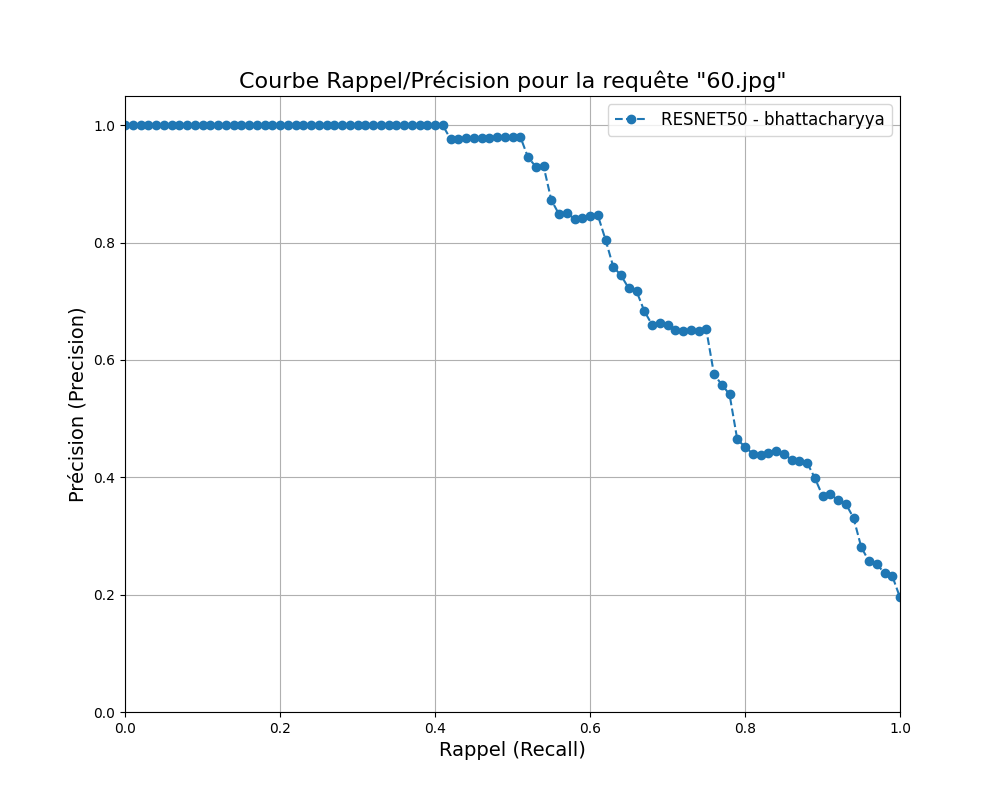 Courbe Rappel/Précision pour la requête "60.jpg"
RESNET50 - bhattacharyya
Précision (Precision)
1.0
0.8
0.6
0.4
0.2
0.0
0.0 0.2 0.4 0.6 0.8 1.0
Rappel (Recall)